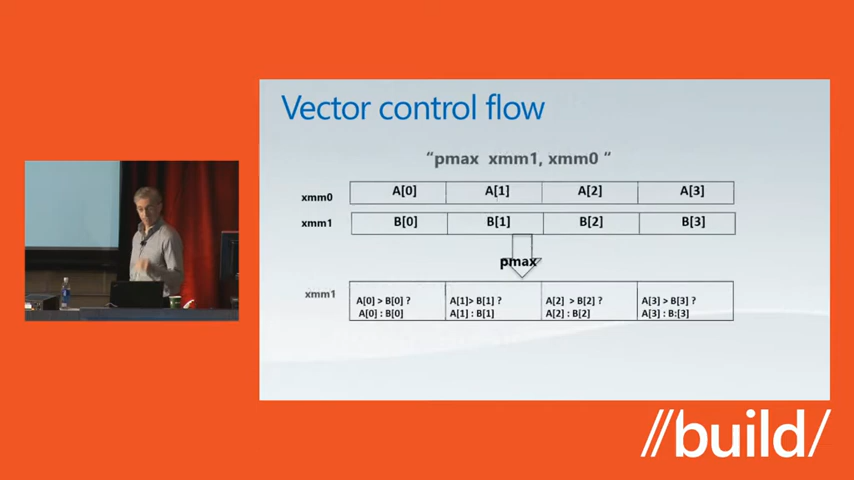 Vector control flow
“pmax xmm1, xmm0 “
xmm0 A[0] A[1] A[2] A[3]
xmm1 B[0] B[1] B[2] B[3]
pmax
xmm1
A[0] > B[0] ? A[1]> B[1] ? A[2] > B[2] ? A[3] > B[3] ?
A[0] : B[0] A[1] : B[1] A[2] : B[2] A[3] : B:[3]
//build/